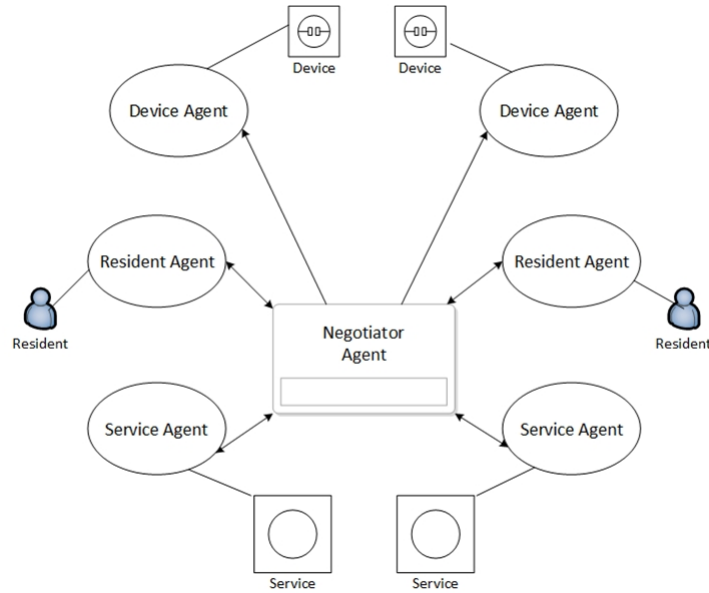 Device
Device
Device Agent
Device Agent
Resident Agent
Resident Agent
Resident
Resident
Negotiator
Agent
Service Agent
Service Agent
Service
Service